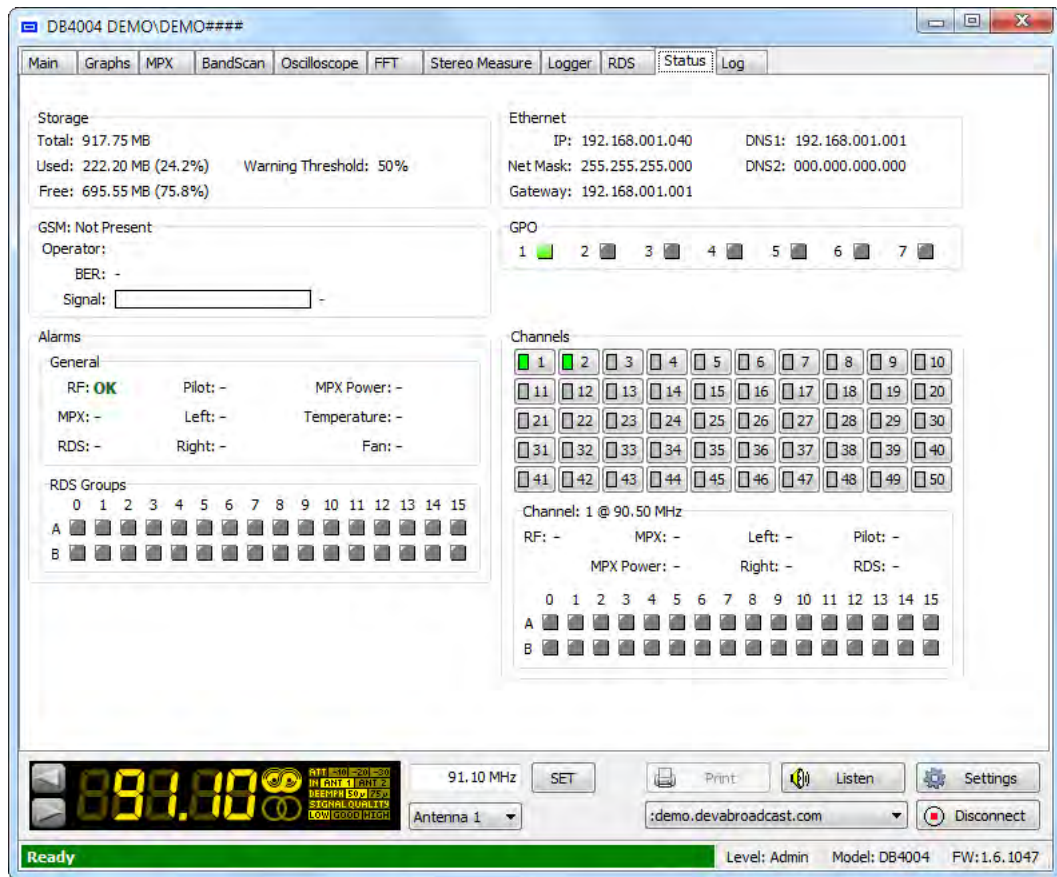 DB4004 DEMO\DEMO####
Main Graphs MPX BandScan Oscilloscope FFT Stereo Measure Logger RDS Status Log
Storage
Total: 917.75 MB
Used: 222.20 MB (24.2%) Warning Threshold: 50%
Free: 695.55 MB (75.8%)
Ethernet
IP: 192.168.001.040 DNS1: 192.168.001.001
Net Mask: 255.255.255.000 DNS2: 000.000.000.000
Gateway: 192.168.001.001
GSM: Not Present
Operator:
BER: -
Signal: -
GPO
1 2 3 4 5 6 7
Alarms
General
RF: OK Pilot: - MPX Power: -
MPX: - Left: - Temperature: -
RDS: - Right: - Fan: -
RDS Groups
0 1 2 3 4 5 6 7 8 9 10 11 12 13 14 15
A
B
Channels
1 2 3 4 5 6 7 8 9 10
11 12 13 14 15 16 17 18 19 20
21 22 23 24 25 26 27 28 29 30
31 32 33 34 35 36 37 38 39 40
41 42 43 44 45 46 47 48 49 50
Channel: 1 @ 90.50 MHz
RF: - MPX: - Left: - Pilot: -
MPX Power: - Right: - RDS: -
0 1 2 3 4 5 6 7 8 9 10 11 12 13 14 15
A
B
91.10
ATT -10 -20 -30
IN ANT 1 ANT 2
DEEMPH 50µ 75µ
SIGNAL QUALITY
LOW GOOD HIGH
91.10 MHz SET Print Listen Settings
Antenna 1 :demo.devabroadcast.com Disconnect
Ready Level: Admin Model: DB4004 FW:1.6.1047